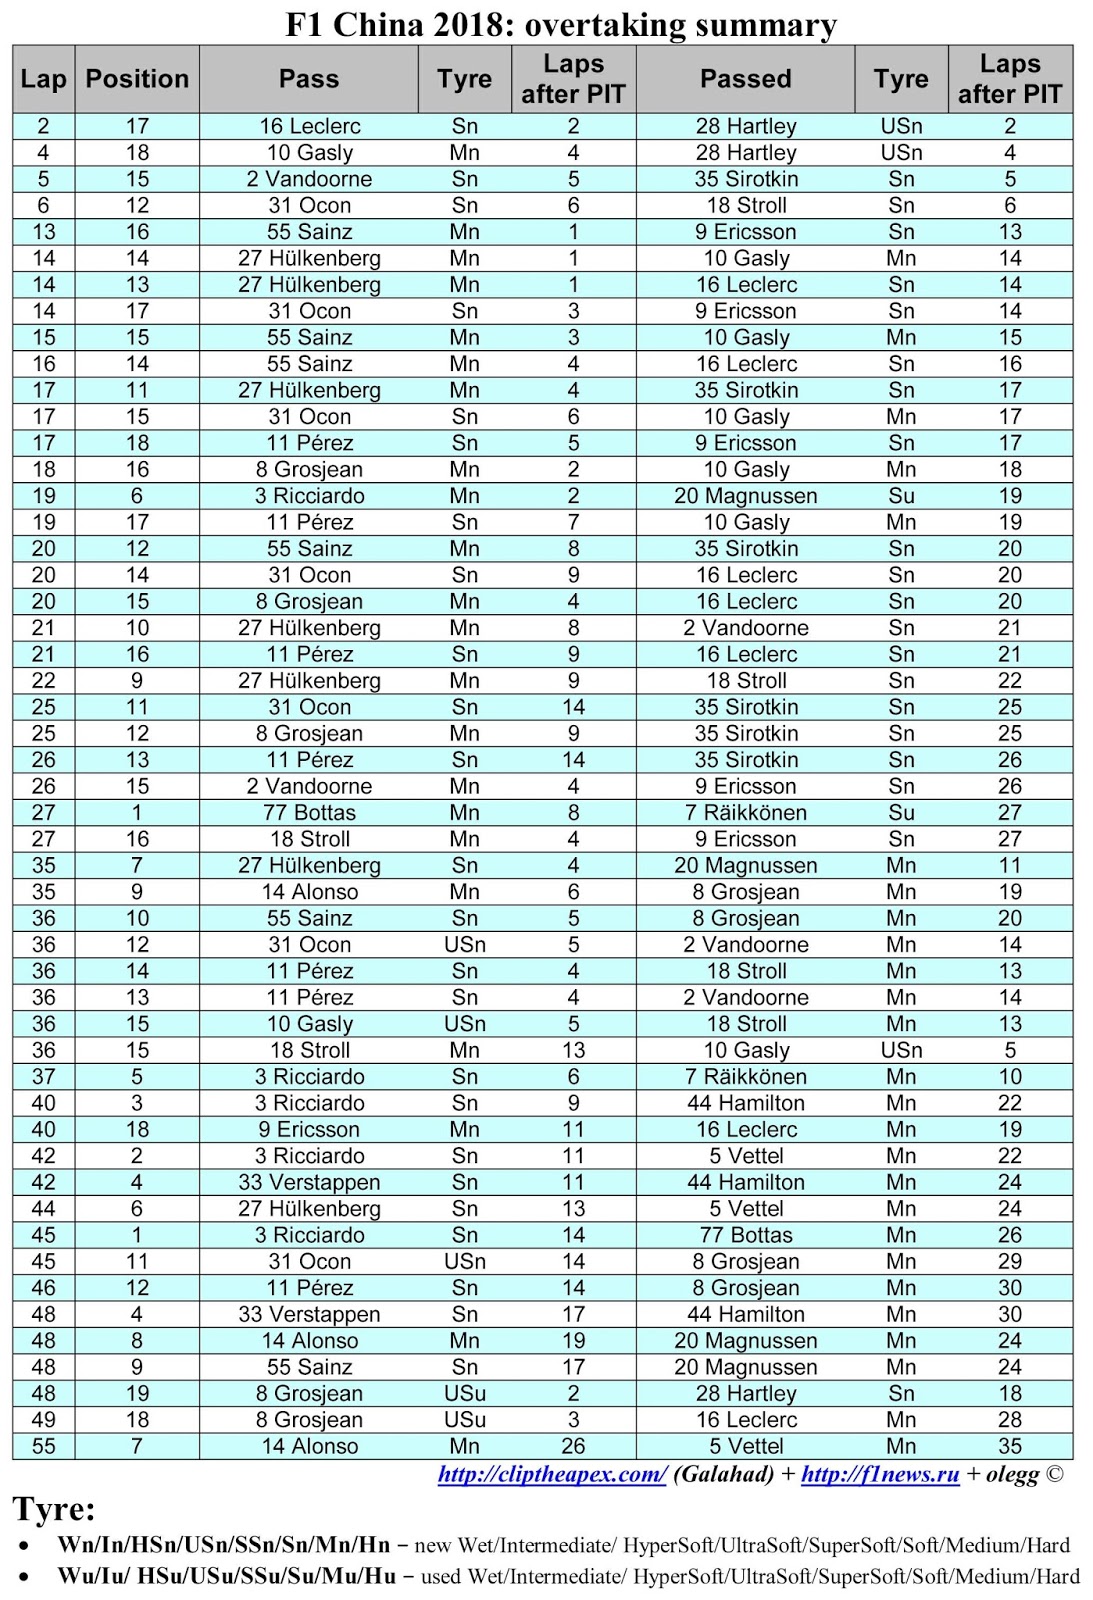 F1 China 2018: overtaking summary
Lap Position Pass Tyre Laps after PIT Passed Tyre Laps after PIT
2 17 16 Leclerc Sn 2 28 Hartley USn 2
4 18 10 Gasly Mn 4 28 Hartley USn 4
5 15 2 Vandoorne Sn 5 35 Sirotkin Sn 5
6 12 31 Ocon Sn 6 18 Stroll Sn 6
13 16 55 Sainz Mn 1 9 Ericsson Sn 13
14 14 27 Hülkenberg Mn 1 10 Gasly Mn 14
14 13 27 Hülkenberg Mn 1 16 Leclerc Sn 14
14 17 31 Ocon Sn 3 9 Ericsson Sn 14
15 15 55 Sainz Mn 3 10 Gasly Mn 15
16 14 55 Sainz Mn 4 16 Leclerc Sn 16
17 11 27 Hülkenberg Mn 4 35 Sirotkin Sn 17
17 15 31 Ocon Sn 6 10 Gasly Mn 17
17 18 11 Pérez Sn 5 9 Ericsson Sn 17
18 16 8 Grosjean Mn 2 10 Gasly Mn 18
19 6 3 Ricciardo Mn 2 20 Magnussen Su 19
19 17 11 Pérez Sn 7 10 Gasly Mn 19
20 12 55 Sainz Mn 8 35 Sirotkin Sn 20
20 14 31 Ocon Sn 9 16 Leclerc Sn 20
20 15 8 Grosjean Mn 4 16 Leclerc Sn 20
21 10 27 Hülkenberg Mn 8 2 Vandoorne Sn 21
21 16 11 Pérez Sn 9 16 Leclerc Sn 21
22 9 27 Hülkenberg Mn 9 18 Stroll Sn 22
25 11 31 Ocon Sn 14 35 Sirotkin Sn 25
25 12 8 Grosjean Mn 9 35 Sirotkin Sn 25
26 13 11 Pérez Sn 14 35 Sirotkin Sn 26
26 15 2 Vandoorne Mn 4 9 Ericsson Sn 26
27 1 77 Bottas Mn 8 7 Räikkönen Su 27
27 16 18 Stroll Mn 4 9 Ericsson Sn 27
35 7 27 Hülkenberg Sn 4 20 Magnussen Mn 11
35 9 14 Alonso Mn 6 8 Grosjean Mn 19
36 10 55 Sainz Sn 5 8 Grosjean Mn 20
36 12 31 Ocon USn 5 2 Vandoorne Mn 14
36 14 11 Pérez Sn 4 18 Stroll Mn 13
36 13 11 Pérez Sn 4 2 Vandoorne Mn 14
36 15 10 Gasly USn 5 18 Stroll Mn 13
36 15 18 Stroll Mn 13 10 Gasly USn 5
37 5 3 Ricciardo Sn 6 7 Räikkönen Mn 10
40 3 3 Ricciardo Sn 9 44 Hamilton Mn 22
40 18 9 Ericsson Mn 11 16 Leclerc Mn 19
42 2 3 Ricciardo Sn 11 5 Vettel Mn 22
42 4 33 Verstappen Sn 11 44 Hamilton Mn 24
44 6 27 Hülkenberg Sn 13 5 Vettel Mn 24
45 1 3 Ricciardo Sn 14 77 Bottas Mn 26
45 11 31 Ocon USn 14 8 Grosjean Mn 29
46 12 11 Pérez Sn 14 8 Grosjean Mn 30
48 4 33 Verstappen Sn 17 44 Hamilton Mn 30
48 8 14 Alonso Mn 19 20 Magnussen Mn 24
48 9 55 Sainz Sn 17 20 Magnussen Mn 24
48 19 8 Grosjean USu 2 28 Hartley Sn 18
49 18 8 Grosjean USu 3 16 Leclerc Mn 28
55 7 14 Alonso Mn 26 5 Vettel Mn 35
http://cliptheapex.com/ (Galahad) + http://f1news.ru + olegg ©
Tyre:
• Wn/In/HSn/USn/SSn/Sn/Mn/Hn – new Wet/Intermediate/ HyperSoft/UltraSoft/SuperSoft/Soft/Medium/Hard
• Wu/Iu/ HSu/USu/SSu/Su/Mu/Hu – used Wet/Intermediate/ HyperSoft/UltraSoft/SuperSoft/Soft/Medium/Hard